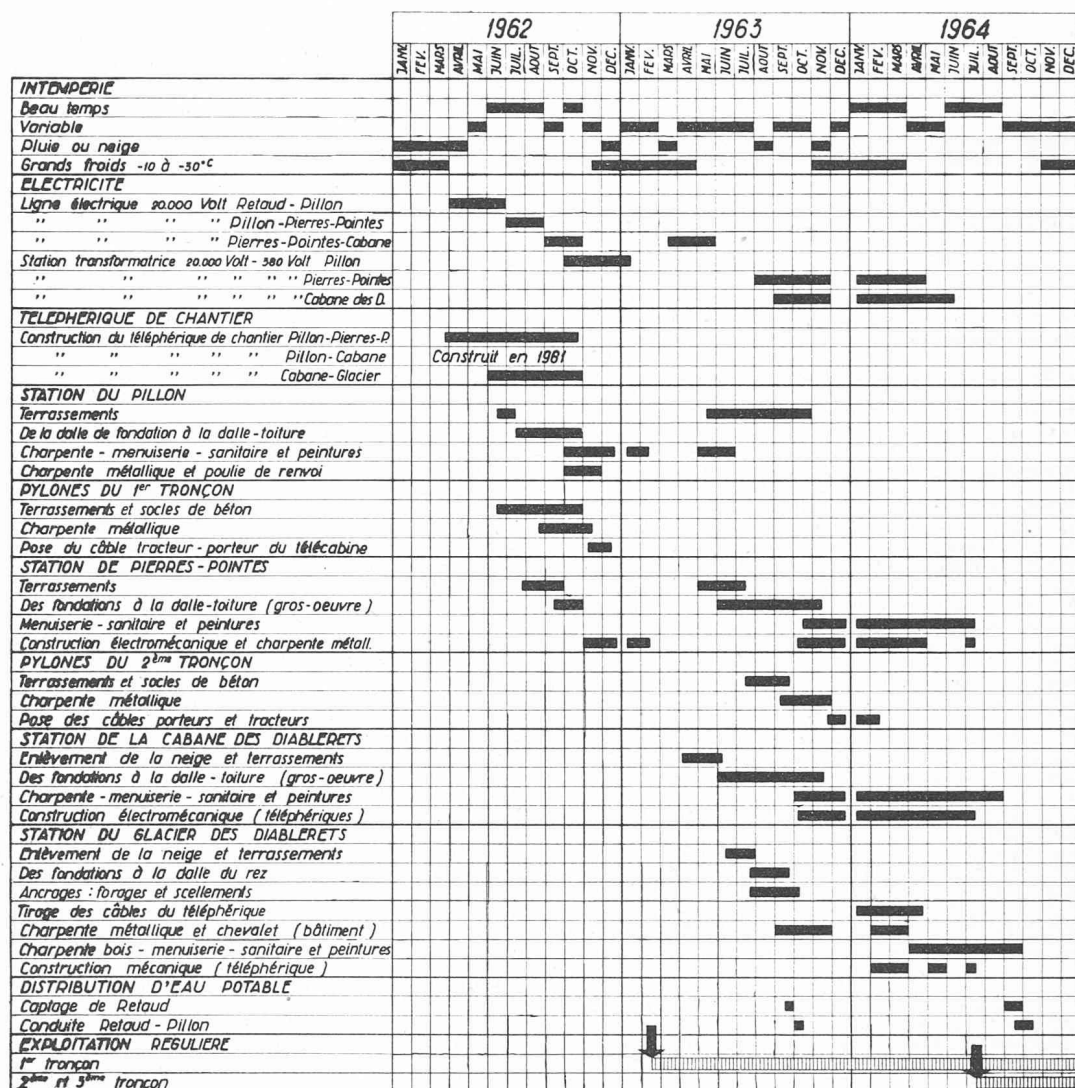 1962 1963 1964
JANV. FEV. MARS AVRIL MAI JUIN JUIL. AOUT SEPT. OCT. NOV. DEC. JANV. FEV. MARS AVRIL MAI JUIN JUIL. AOUT SEPT. OCT. NOV. DEC. JANV. FEV. MARS AVRIL MAI JUIN JUIL. AOUT SEPT. OCT. NOV. DEC.
INTEMPERIE
Beau temps
Variable
Pluie ou neige
Grands froids -10 à -30°C
ELECTRICITE
Ligne électrique 20.000 Volt Retaud - Pillon
" " " " Pillon - Pierres-Pointes
" " " " Pierres-Pointes-Cabane
Station transformatrice 20.000 Volt - 380 Volt Pillon
" " " " " " Pierres-Pointes
" " " " " " Cabane des D.
TELEPHERIQUE DE CHANTIER
Construction du téléphérique de chantier Pillon-Pierres-P
" " " " " Pillon-Cabane Construit en 1961
" " " " " Cabane-Glacier
STATION DU PILLON
Terrassements
De la dalle de fondation à la dalle-toiture
Charpente - menuiserie - sanitaire et peintures
Charpente métallique et poulie de renvoi
PYLONES DU 1er TRONÇON
Terrassements et socles de béton
Charpente métallique
Pose du câble tracteur-porteur du télécabine
STATION DE PIERRES-POINTES
Terrassements
Des fondations à la dalle-toiture (gros-oeuvre)
Menuiserie - sanitaire et peintures
Construction électromécanique et charpente métall.
PYLONES DU 2ème TRONÇON
Terrassements et socles de béton
Charpente métallique
Pose des câbles porteurs et tracteurs
STATION DE LA CABANE DES DIABLERETS
Enlèvement de la neige et terrassements
Des fondations à la dalle-toiture (gros-oeuvre)
Charpente-menuiserie-sanitaire et peintures
Construction électromécanique (téléphériques)
STATION DU GLACIER DES DIABLERETS
Enlèvement de la neige et terrassements
Des fondations à la dalle du rez
Ancrages : forages et scellements
Tirage des câbles du téléphérique
Charpente métallique et chevalet (bâtiment)
Charpente bois - menuiserie - sanitaire et peintures
Construction mécanique (téléphérique)
DISTRIBUTION D'EAU POTABLE
Captage de Retaud
Conduite Retaud - Pillon
EXPLOITATION REGULIERE
1er tronçon
2ème et 3ème tronçon